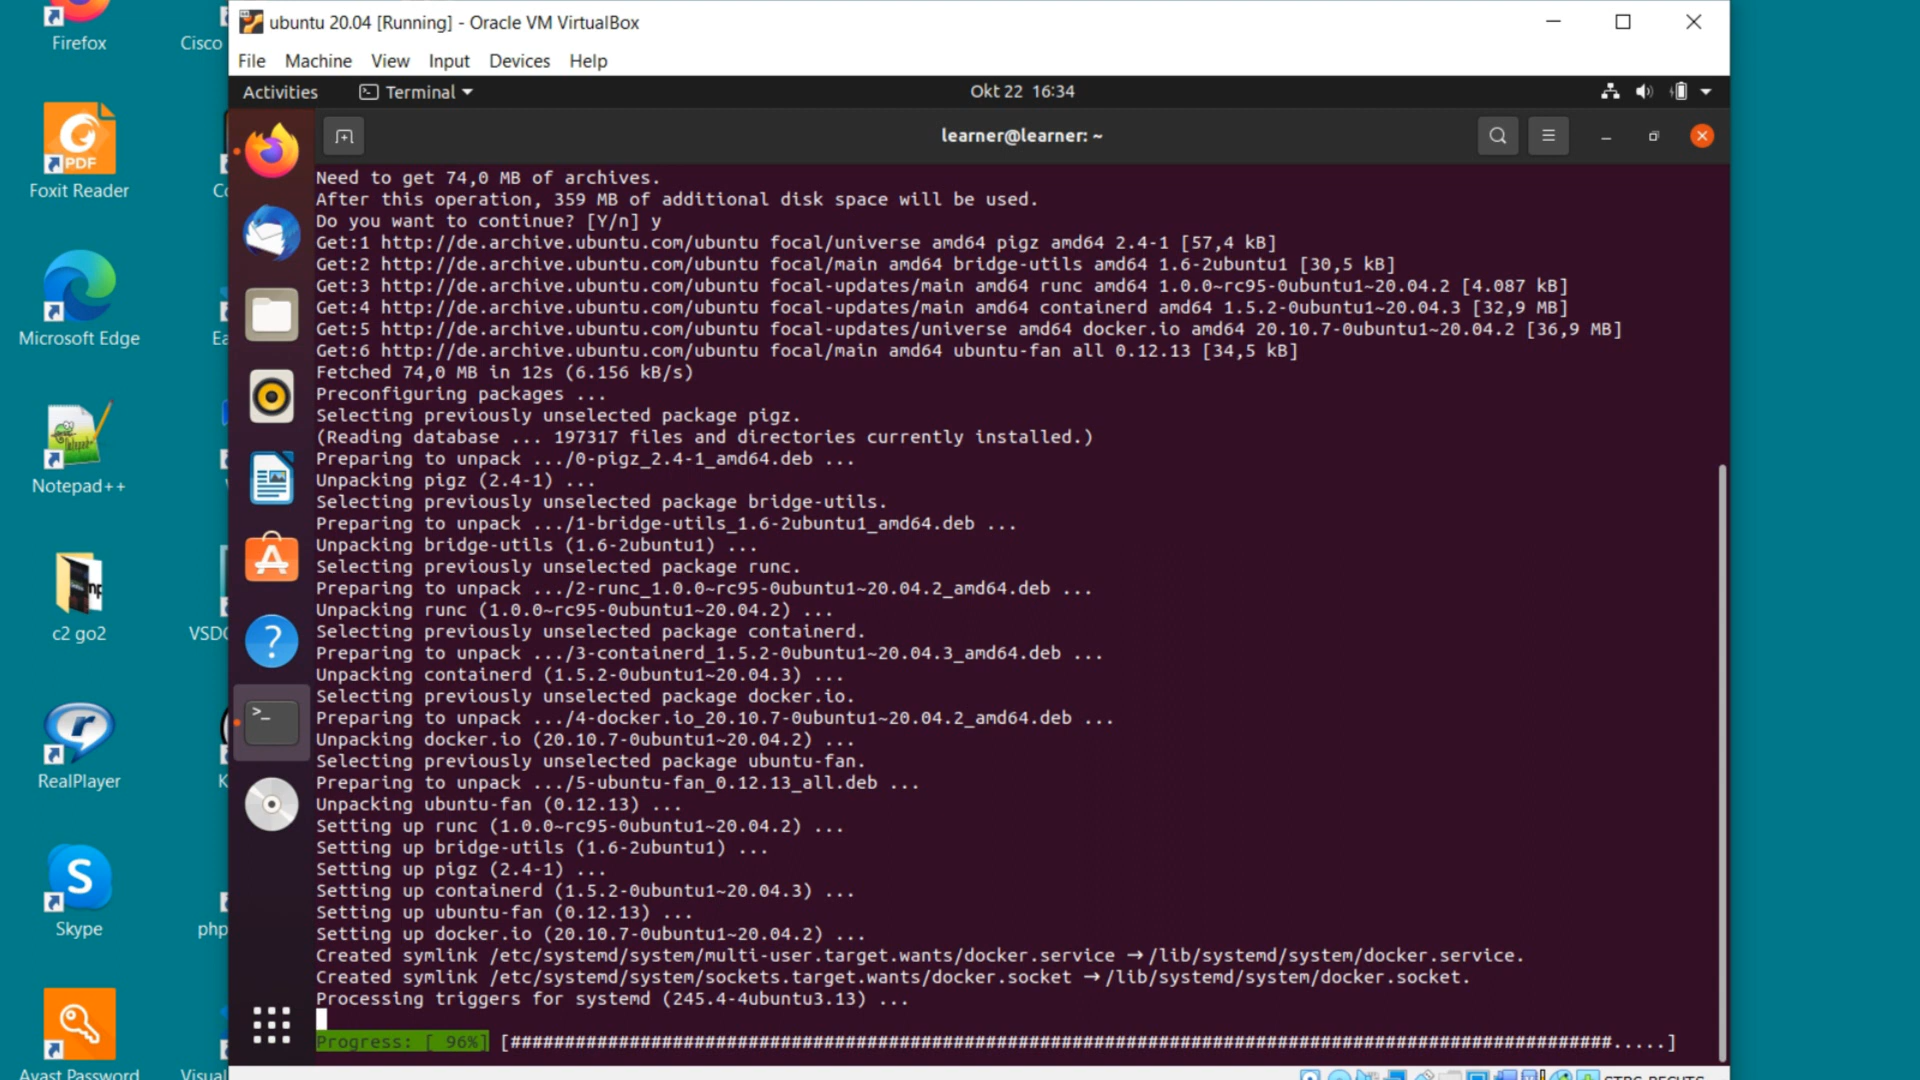 ubuntu 20.04 [Running] - Oracle VM VirtualBox
File Machine View Input Devices Help
Activities Terminal Okt 22 16:34
learner@learner: ~
Need to get 74,0 MB of archives.
After this operation, 359 MB of additional disk space will be used.
Do you want to continue? [Y/n] y
Get:1 http://de.archive.ubuntu.com/ubuntu focal/universe amd64 pigz amd64 2.4-1 [57,4 kB]
Get:2 http://de.archive.ubuntu.com/ubuntu focal/main amd64 bridge-utils amd64 1.6-2ubuntu1 [30,5 kB]
Get:3 http://de.archive.ubuntu.com/ubuntu focal-updates/main amd64 runc amd64 1.0.0~rc95-0ubuntu1~20.04.2 [4.087 kB]
Get:4 http://de.archive.ubuntu.com/ubuntu focal-updates/main amd64 containerd amd64 1.5.2-0ubuntu1~20.04.3 [32,9 MB]
Get:5 http://de.archive.ubuntu.com/ubuntu focal-updates/universe amd64 docker.io amd64 20.10.7-0ubuntu1~20.04.2 [36,9 MB]
Get:6 http://de.archive.ubuntu.com/ubuntu focal/main amd64 ubuntu-fan all 0.12.13 [34,5 kB]
Fetched 74,0 MB in 12s (6.156 kB/s)
Preconfiguring packages ...
Selecting previously unselected package pigz.
(Reading database ... 197317 files and directories currently installed.)
Preparing to unpack .../0-pigz_2.4-1_amd64.deb ...
Unpacking pigz (2.4-1) ...
Selecting previously unselected package bridge-utils.
Preparing to unpack .../1-bridge-utils_1.6-2ubuntu1_amd64.deb ...
Unpacking bridge-utils (1.6-2ubuntu1) ...
Selecting previously unselected package runc.
Preparing to unpack .../2-runc_1.0.0~rc95-0ubuntu1~20.04.2_amd64.deb ...
Unpacking runc (1.0.0~rc95-0ubuntu1~20.04.2) ...
Selecting previously unselected package containerd.
Preparing to unpack .../3-containerd_1.5.2-0ubuntu1~20.04.3_amd64.deb ...
Unpacking containerd (1.5.2-0ubuntu1~20.04.3) ...
Selecting previously unselected package docker.io.
Preparing to unpack .../4-docker.io_20.10.7-0ubuntu1~20.04.2_amd64.deb ...
Unpacking docker.io (20.10.7-0ubuntu1~20.04.2) ...
Selecting previously unselected package ubuntu-fan.
Preparing to unpack .../5-ubuntu-fan_0.12.13_all.deb ...
Unpacking ubuntu-fan (0.12.13) ...
Setting up runc (1.0.0~rc95-0ubuntu1~20.04.2) ...
Setting up bridge-utils (1.6-2ubuntu1) ...
Setting up pigz (2.4-1) ...
Setting up containerd (1.5.2-0ubuntu1~20.04.3) ...
Setting up ubuntu-fan (0.12.13) ...
Setting up docker.io (20.10.7-0ubuntu1~20.04.2) ...
Created symlink /etc/systemd/system/multi-user.target.wants/docker.service → /lib/systemd/system/docker.service.
Created symlink /etc/systemd/system/sockets.target.wants/docker.socket → /lib/systemd/system/docker.socket.
Processing triggers for systemd (245.4-4ubuntu3.13) ...
Progress: [ 96%] [######################################################################################################.....]
Firefox
Cisco
PDF
Foxit Reader
Microsoft Edge
Notepad++
c2 go2
VSD
RealPlayer
Skype
php
Avast Password
Visual